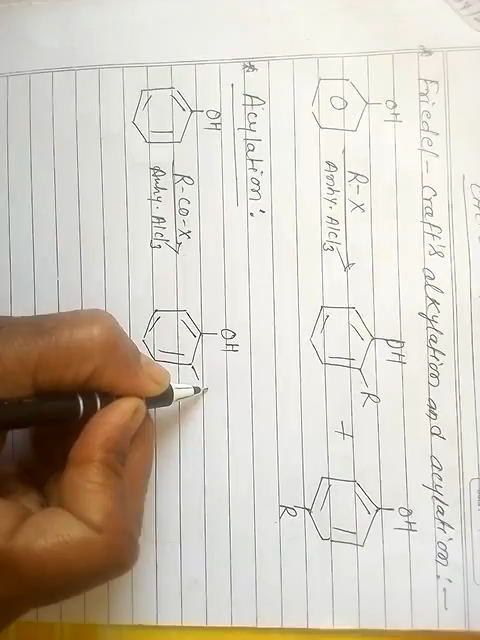 * Friedel-Craft's alkylation and acylation:-
OH
R-X
Anhy. AlCl3
OH
R
+
OH
R
* Acylation:
OH
R-CO-X
Anhy. AlCl3
OH